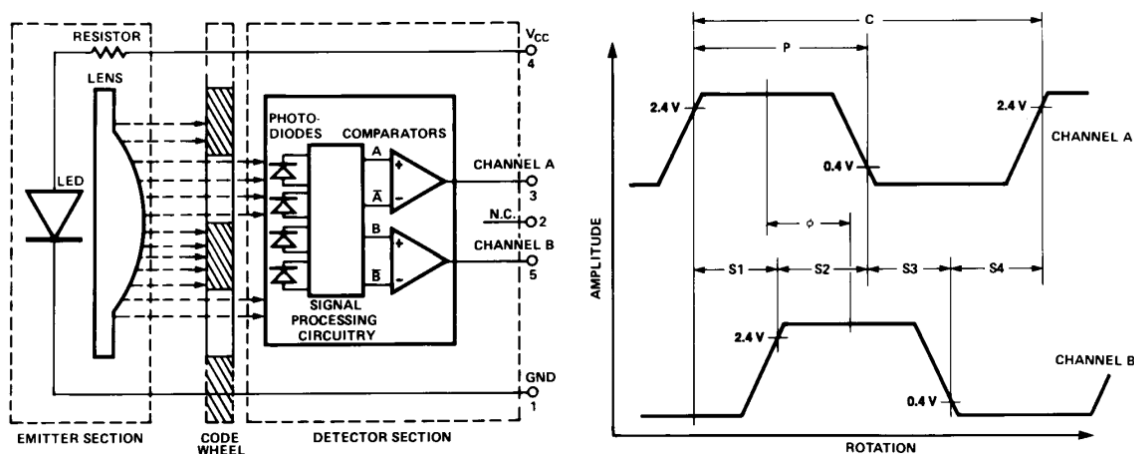 RESISTOR
LENS
LED
PHOTO-
DIODES
COMPARATORS
A
+
A̅
−
B
+
B̅
−
SIGNAL
PROCESSING
CIRCUITRY
VCC
4
CHANNEL A
3
N.C.
2
CHANNEL B
5
GND
1
EMITTER SECTION
CODE
WHEEL
DETECTOR SECTION
C
P
2.4 V
2.4 V
CHANNEL A
0.4 V
ϕ
S1
S2
S3
S4
2.4 V
CHANNEL B
0.4 V
AMPLITUDE
ROTATION